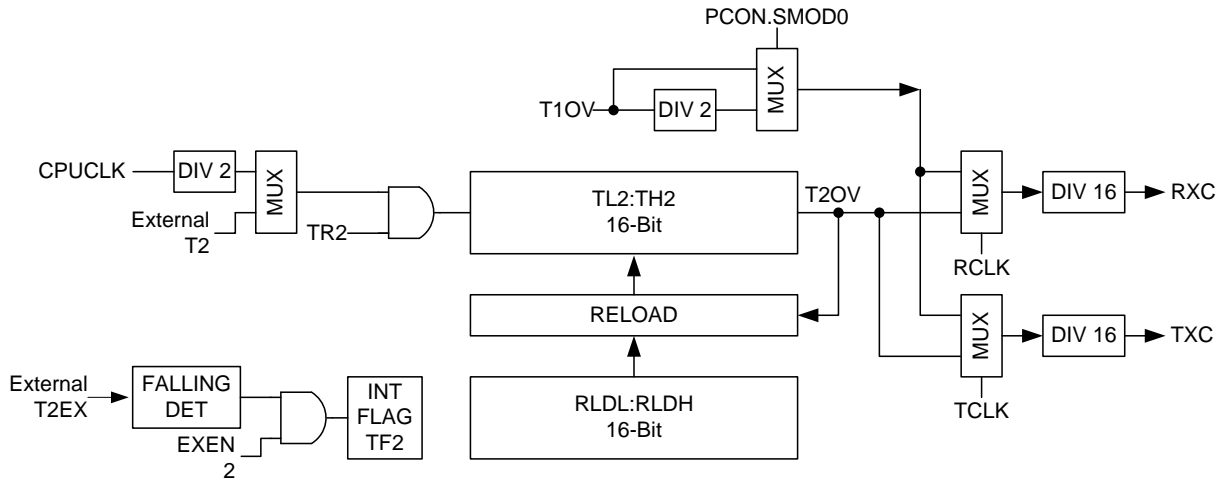 PCON.SMOD0
MUX
T1OV
DIV 2
CPUCLK
DIV 2
MUX
External
T2
TR2
TL2:TH2
16-Bit
T2OV
MUX
DIV 16
RXC
RCLK
RELOAD
MUX
DIV 16
TXC
TCLK
External
T2EX
FALLING
DET
EXEN
2
INT
FLAG
TF2
RLDL:RLDH
16-Bit